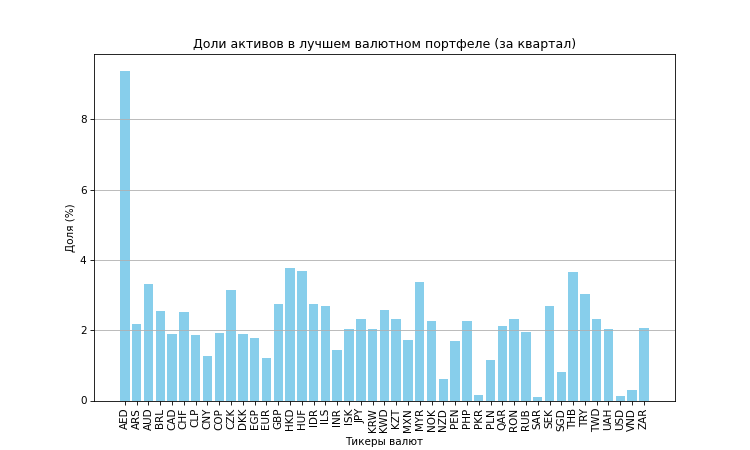 Доли активов в лучшем валютном портфеле (за квартал)
Доля (%)
8
6
4
2
0
AED ARS AUD BRL CAD CHF CLP CNY COP CZK DKK EGP EUR GBP HKD HUF IDR ILS INR ISK JPY KRW KWD KZT MXN MYR NOK NZD PEN PHP PKR PLN QAR RON RUB SAR SEK SGD THB TRY TWD UAH USD VND ZAR
Тикеры валют